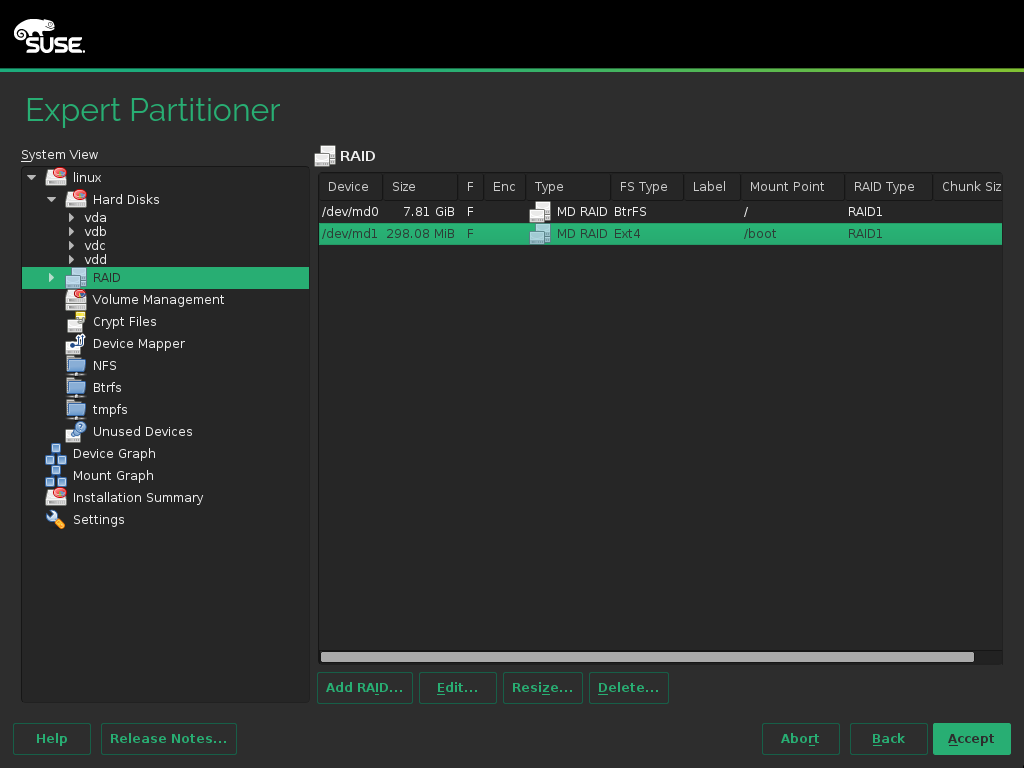 SUSE.
Expert Partitioner
System View
linux
Hard Disks
vda
vdb
vdc
vdd
RAID
Volume Management
Crypt Files
Device Mapper
NFS
Btrfs
tmpfs
Unused Devices
Device Graph
Mount Graph
Installation Summary
Settings
RAID
Device Size F Enc Type FS Type Label Mount Point RAID Type Chunk Siz
/dev/md0 7.81 GiB F MD RAID BtrFS / RAID1
/dev/md1 298.08 MiB F MD RAID Ext4 /boot RAID1
Add RAID... Edit... Resize... Delete...
Help Release Notes... Abort Back Accept